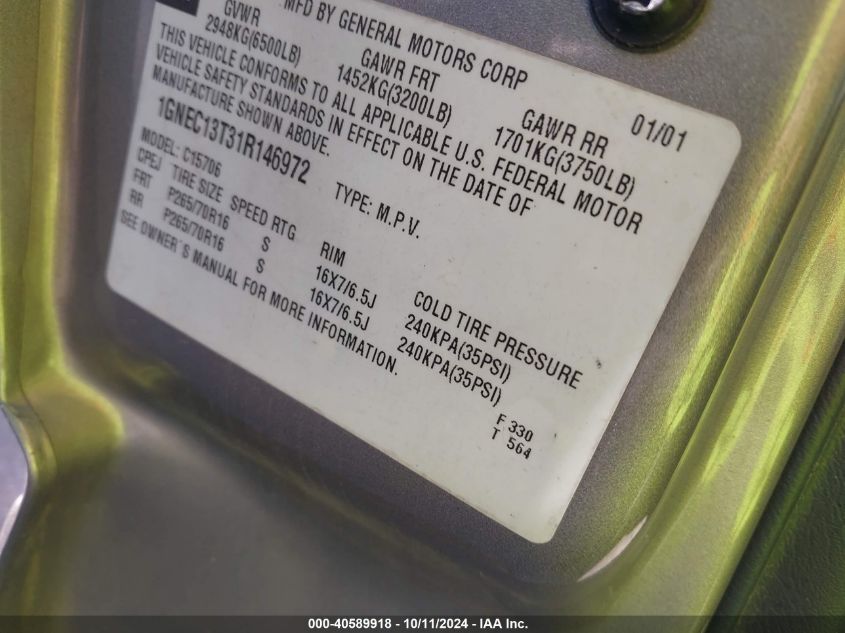 MFD BY GENERAL MOTORS CORP
01/01
GVWR GAWR FRT GAWR RR
2948KG(6500LB) 1452KG(3200LB) 1701KG(3750LB)
THIS VEHICLE CONFORMS TO ALL APPLICABLE U.S. FEDERAL MOTOR
VEHICLE SAFETY STANDARDS IN EFFECT ON THE DATE OF
MANUFACTURE SHOWN ABOVE.
1GNEC13T31R146972
TYPE: M.P.V.
MODEL: C15706
CPEJ TIRE SIZE SPEED RTG RIM COLD TIRE PRESSURE
FRT P265/70R16 S 16X7/6.5J 240KPA(35PSI)
RR P265/70R16 S 16X7/6.5J 240KPA(35PSI)
SEE OWNER'S MANUAL FOR MORE INFORMATION.
F 330
T 564
000-40589918 - 10/11/2024 - IAA Inc.